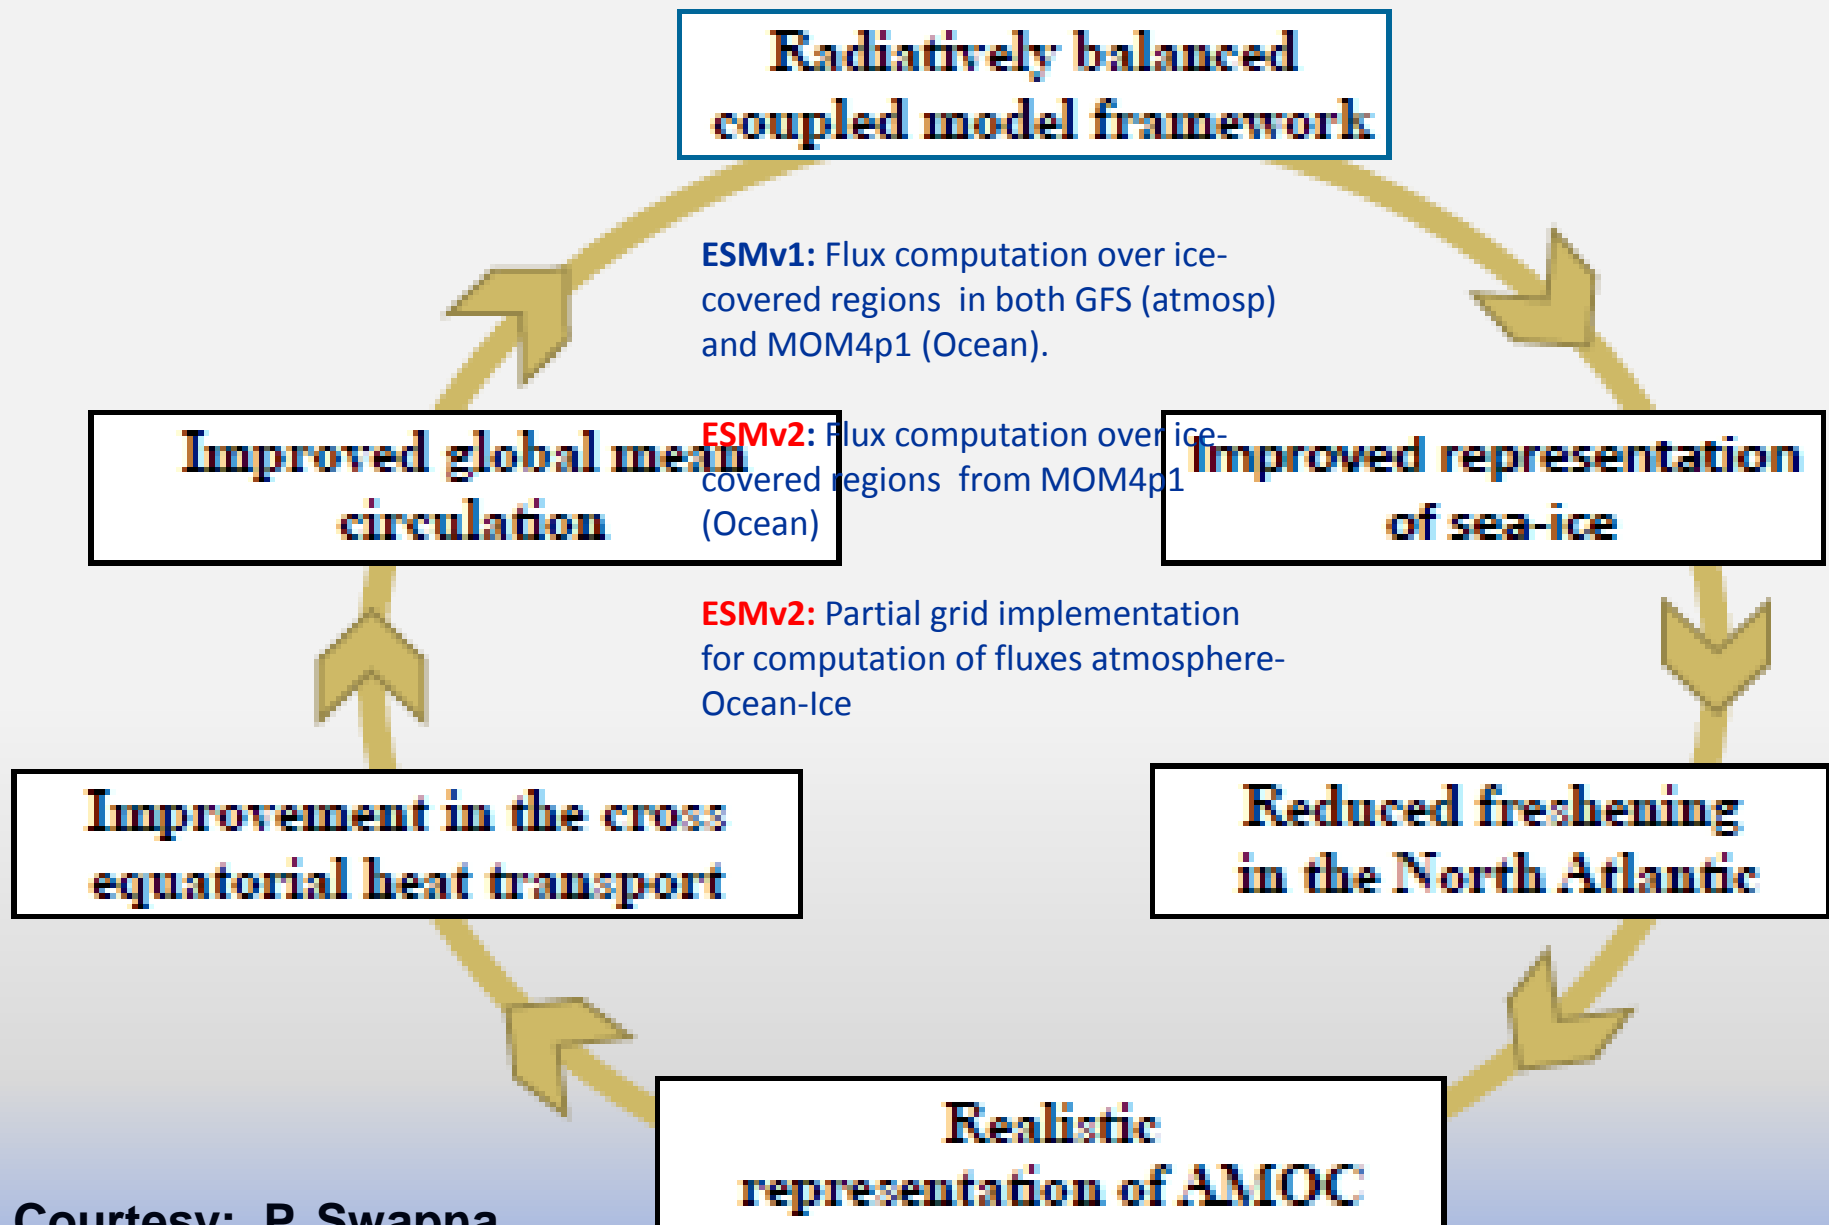 Radiatively balanced
coupled model framework
ESMv1: Flux computation over ice-
covered regions in both GFS (atmosp)
and MOM4p1 (Ocean).
Improved global mean
circulation
ESMv2: Flux computation over ice-
covered regions from MOM4p1
(Ocean)
Improved representation
of sea-ice
ESMv2: Partial grid implementation
for computation of fluxes atmosphere-
Ocean-Ice
Improvement in the cross
equatorial heat transport
Reduced freshening
in the North Atlantic
Realistic
representation of AMOC
Courtesy: P. Swapna